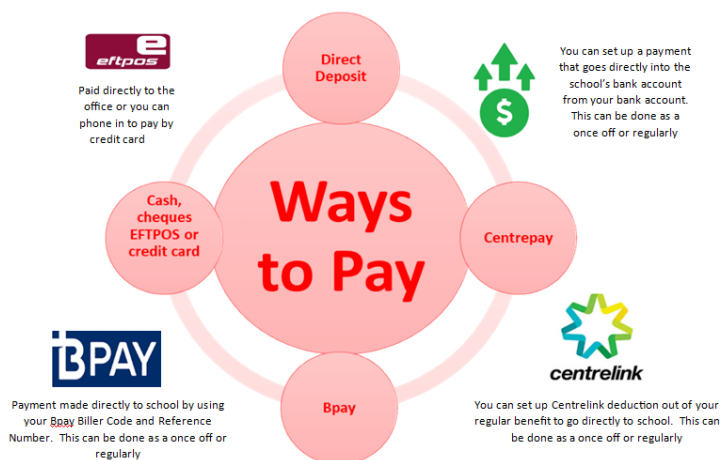 e
eftpos
Paid directly to the
office or you can
phone in to pay by
credit card
Direct
Deposit
$
You can set up a payment
that goes directly into the
school's bank account
from your bank account.
This can be done as a
once off or regularly
Cash,
cheques
EFTPOS or
credit card
Ways
to Pay
Centrepay
BPAY
Payment made directly to school by using
your Bpay Biller Code and Reference
Number.  This can be done as a once off or
regularly
Bpay
centrelink
You can set up Centrelink deduction out of your
regular benefit to go directly to school.  This can
be done as a once off or regularly